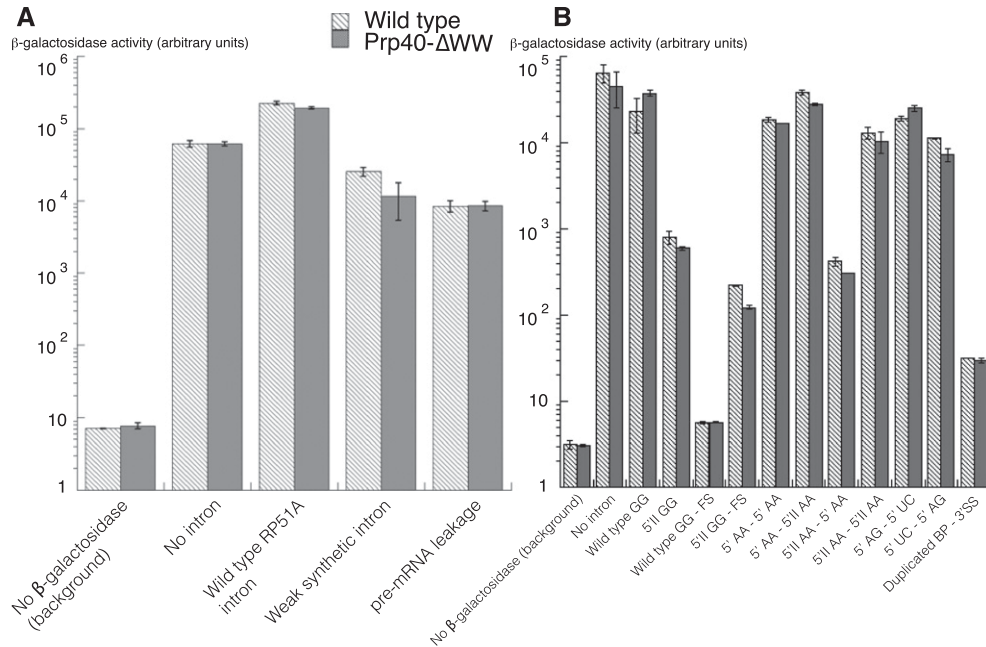 A
Wild type
Prp40-ΔWW
β-galactosidase activity (arbitrary units)
10^6
10^5
10^4
10^3
10^2
10
1
No β-galactosidase
(background)
No intron
Wild type RP51A
intron
Weak synthetic intron
pre-mRNA leakage
B
β-galactosidase activity (arbitrary units)
10^5
10^4
10^3
10^2
10
1
No β-galactosidase (background)
No intron
Wild type GG
5'II GG
Wild type GG - FS
5'II GG - FS
5' AA - 5' AA
5' AA - 5'II AA
5'II AA - 5' AA
5'II AA - 5'II AA
5' AG - 5' UC
5' UC - 5' AG
Duplicated BP - 3'SS